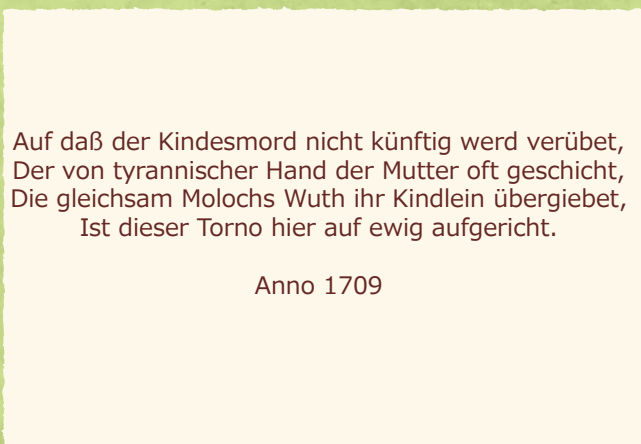 Auf daß der Kindesmord nicht künftig werd verübet,
Der von tyrannischer Hand der Mutter oft geschicht,
Die gleichsam Molochs Wuth ihr Kindlein übergiebet,
Ist dieser Torno hier auf ewig aufgericht.
Anno 1709